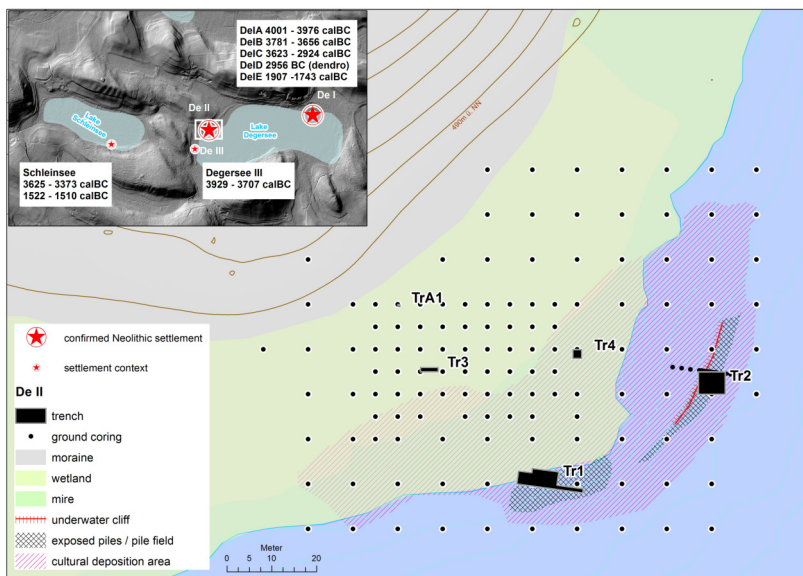 DeIA 4001 - 3976 calBC
DeIB 3781 - 3656 calBC
DeIC 3623 - 2924 calBC
DeID 2956 BC (dendro)
DeIE 1907 -1743 calBC
De II
De I
Lake
Schleinsee
Lake
Degersee
De III
Schleinsee
3625 - 3373 calBC
1522 - 1510 calBC
Degersee III
3929 - 3707 calBC
490m ü. NN
TrA1
Tr4
Tr3
Tr2
Tr1
confirmed Neolithic settlement
settlement context
De II
trench
ground coring
moraine
wetland
mire
underwater cliff
exposed piles / pile field
cultural deposition area
Meter
0 5 10 20